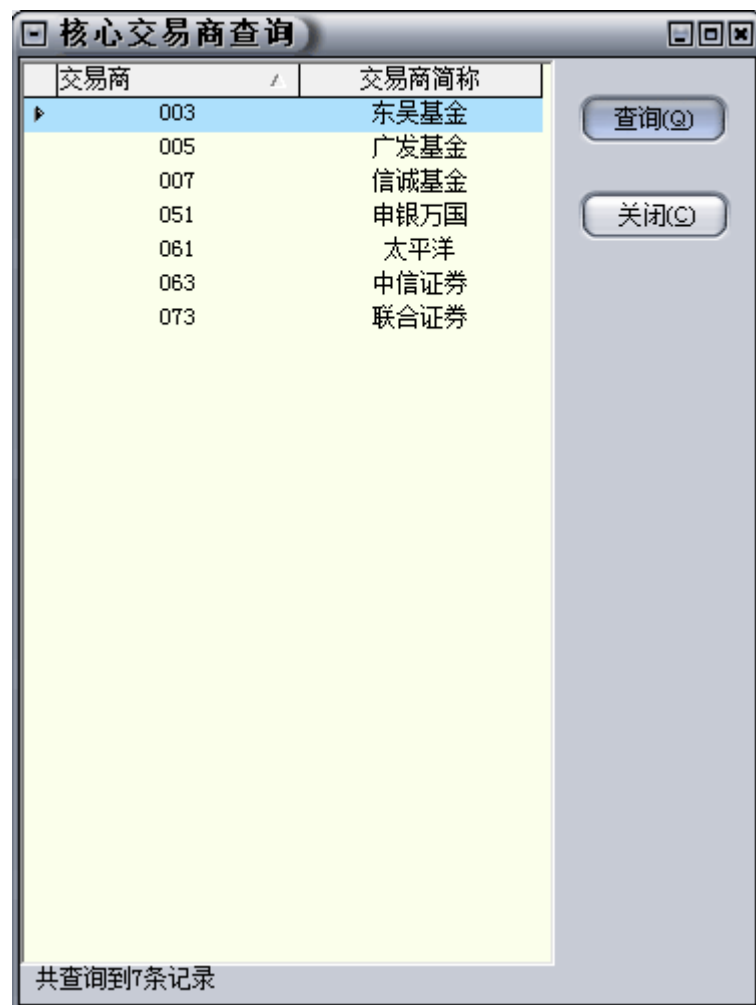 核心交易商查询
交易商 交易商简称
003 东吴基金
005 广发基金
007 信诚基金
051 申银万国
061 太平洋
063 中信证券
073 联合证券
查询(Q)
关闭(C)
共查询到7条记录